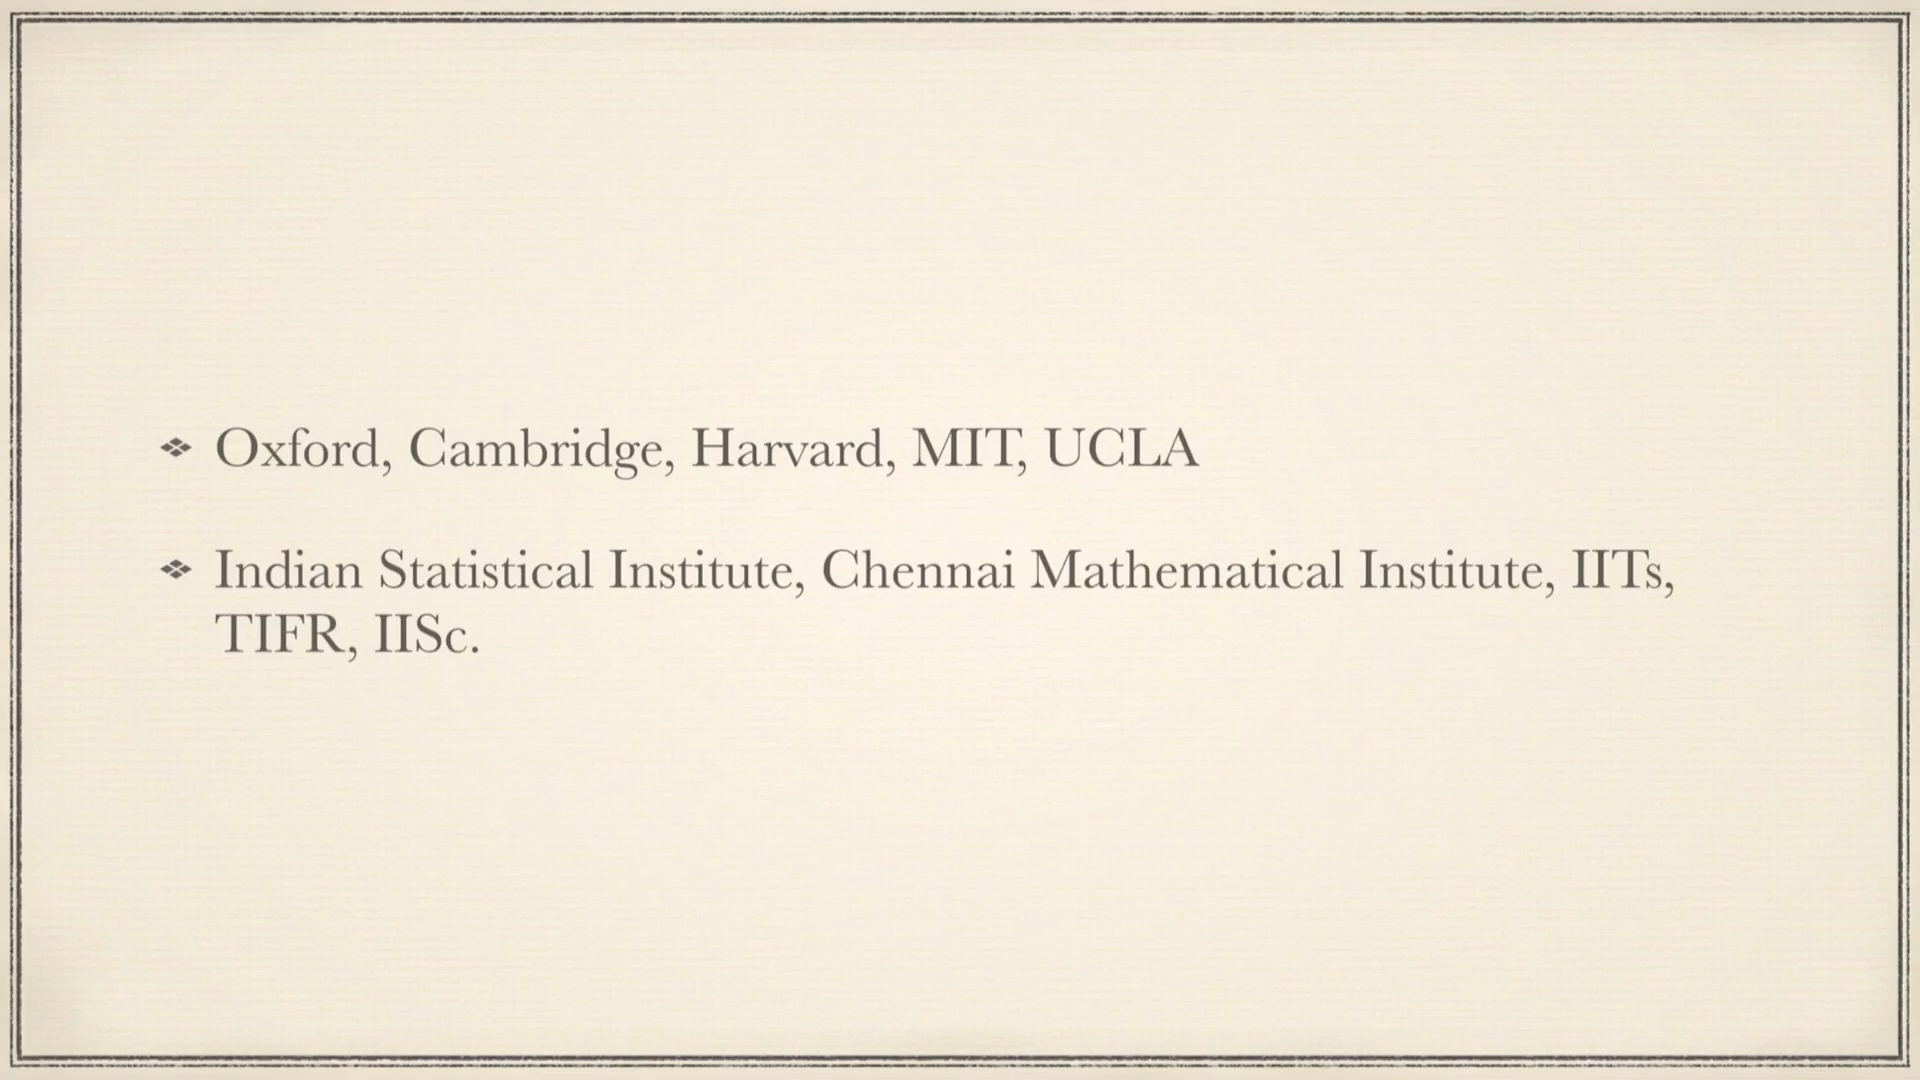 Oxford, Cambridge, Harvard, MIT, UCLA
Indian Statistical Institute, Chennai Mathematical Institute, IITs,
TIFR, IISc.